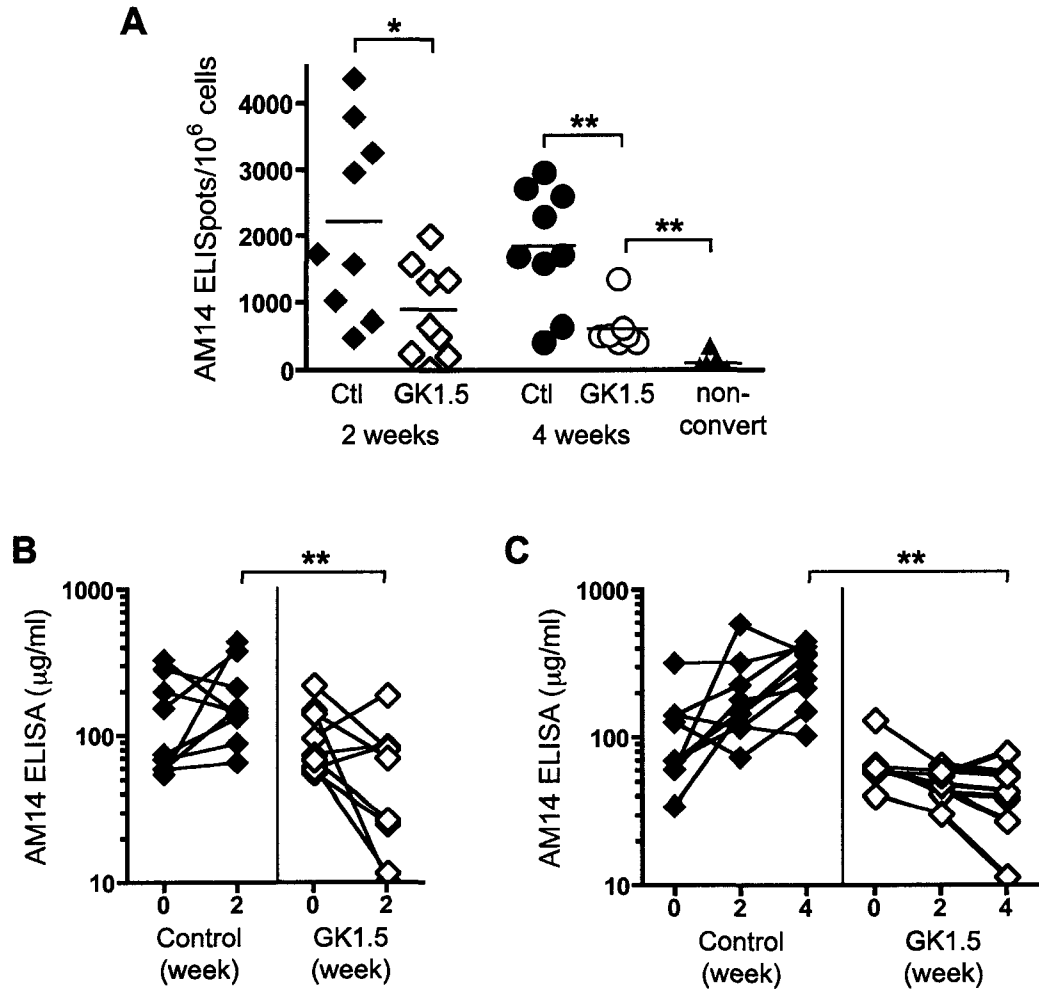 A
AM14 ELISpots/10⁶ cells
4000
3000
2000
1000
0
*
**
**
Ctl GK1.5 Ctl GK1.5 non-convert
2 weeks 4 weeks
B
AM14 ELISA (µg/ml)
1000
100
10
**
0 2 0 2
Control (week) GK1.5 (week)
C
AM14 ELISA (µg/ml)
1000
100
10
**
0 2 4 0 2 4
Control (week) GK1.5 (week)